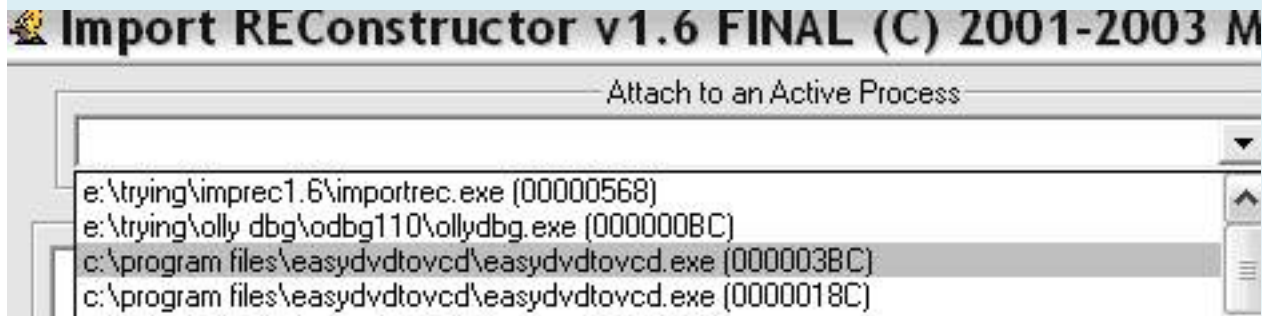 Import REConstructor v1.6 FINAL (C) 2001-2003 M
Attach to an Active Process
e:\trying\imprec1.6\importrec.exe (00000568)
e:\trying\olly dbg\odbg110\ollydbg.exe (000000BC)
c:\program files\easydvdtovcd\easydvdtovcd.exe (000003BC)
c:\program files\easydvdtovcd\easydvdtovcd.exe (0000018C)